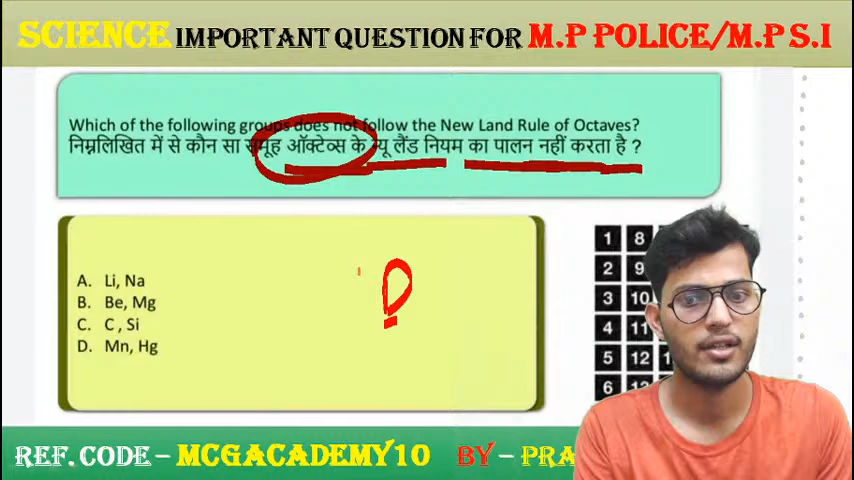 SCIENCE IMPORTANT QUESTION FOR M.P POLICE/M.P S.I
Which of the following groups does not follow the New Land Rule of Octaves?
निम्नलिखित में से कौन सा समूह ऑक्टेव्स के न्यू लैंड नियम का पालन नहीं करता है ?
A. Li, Na
B. Be, Mg
C. C , Si
D. Mn, Hg
1 8
2 9
3 10
4 11
5 12 1
6 13
REF. CODE – MCGACADEMY10 BY – PRA